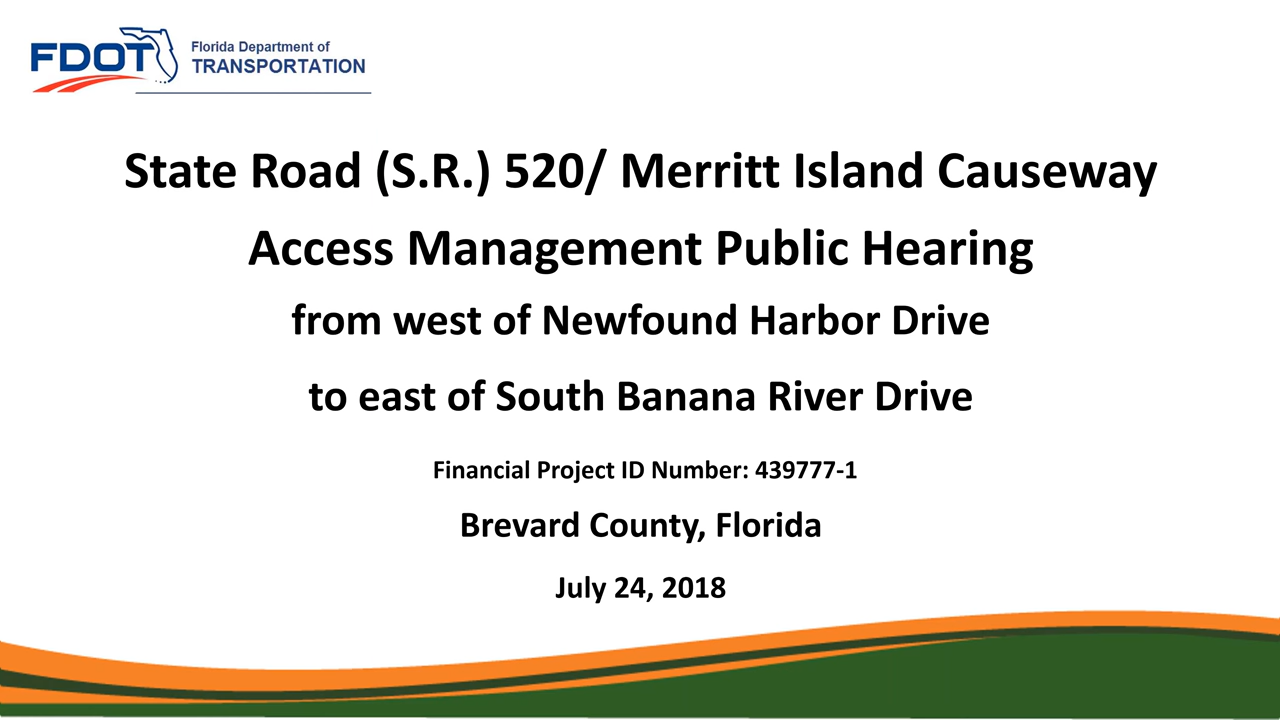 FDOT
Florida Department of
TRANSPORTATION
State Road (S.R.) 520/ Merritt Island Causeway
Access Management Public Hearing
from west of Newfound Harbor Drive
to east of South Banana River Drive
Financial Project ID Number: 439777-1
Brevard County, Florida
July 24, 2018